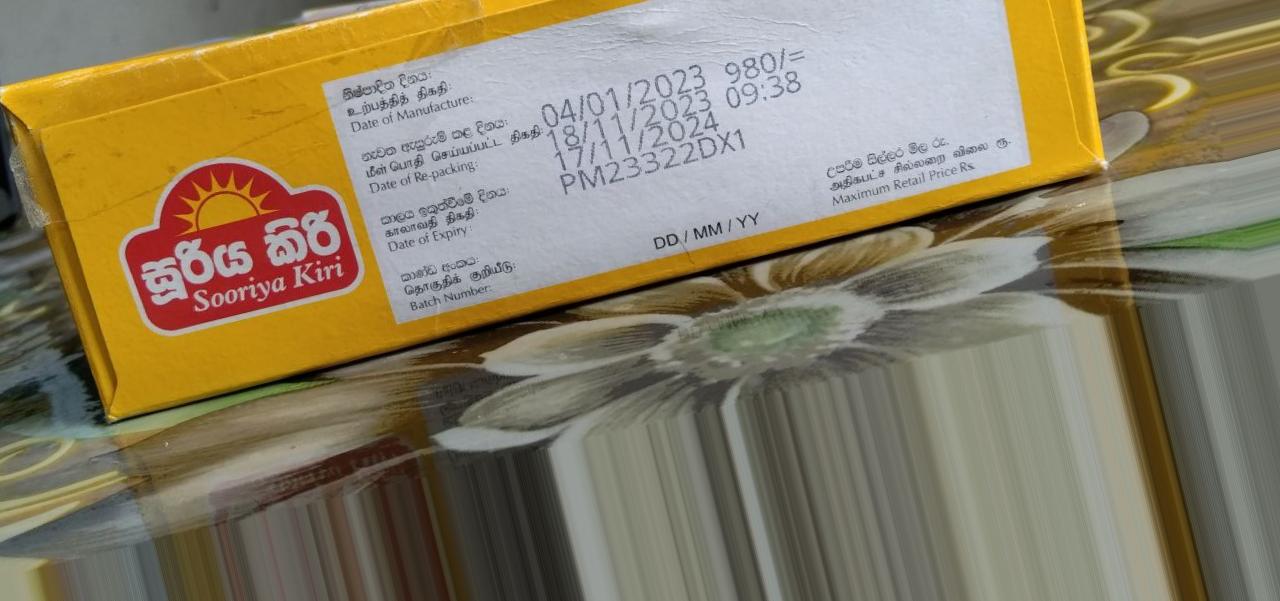 සූරිය කිරි
Sooriya Kiri
නිෂ්පාදිත දිනය:
உற்பத்தித் திகதி:
Date of Manufacture:
04/01/2023 980/=
නැවත ඇසුරුම් කල දිනය:
மீள் பொதி செய்யப்பட்ட திகதி:
Date of Re-packing:
18/11/2023 09:38
කාලය ඉකුත්වීමේ දිනය:
காலாவதி திகதி:
Date of Expiry:
17/11/2024
කාණ්ඩ අංකය:
தொகுதிக் குறியீடு:
Batch Number:
PM23322DX1
DD / MM / YY
උපරිම සිල්ලර මිල රු.
அதிகபட்ச சில்லறை விலை ரூ.
Maximum Retail Price Rs.